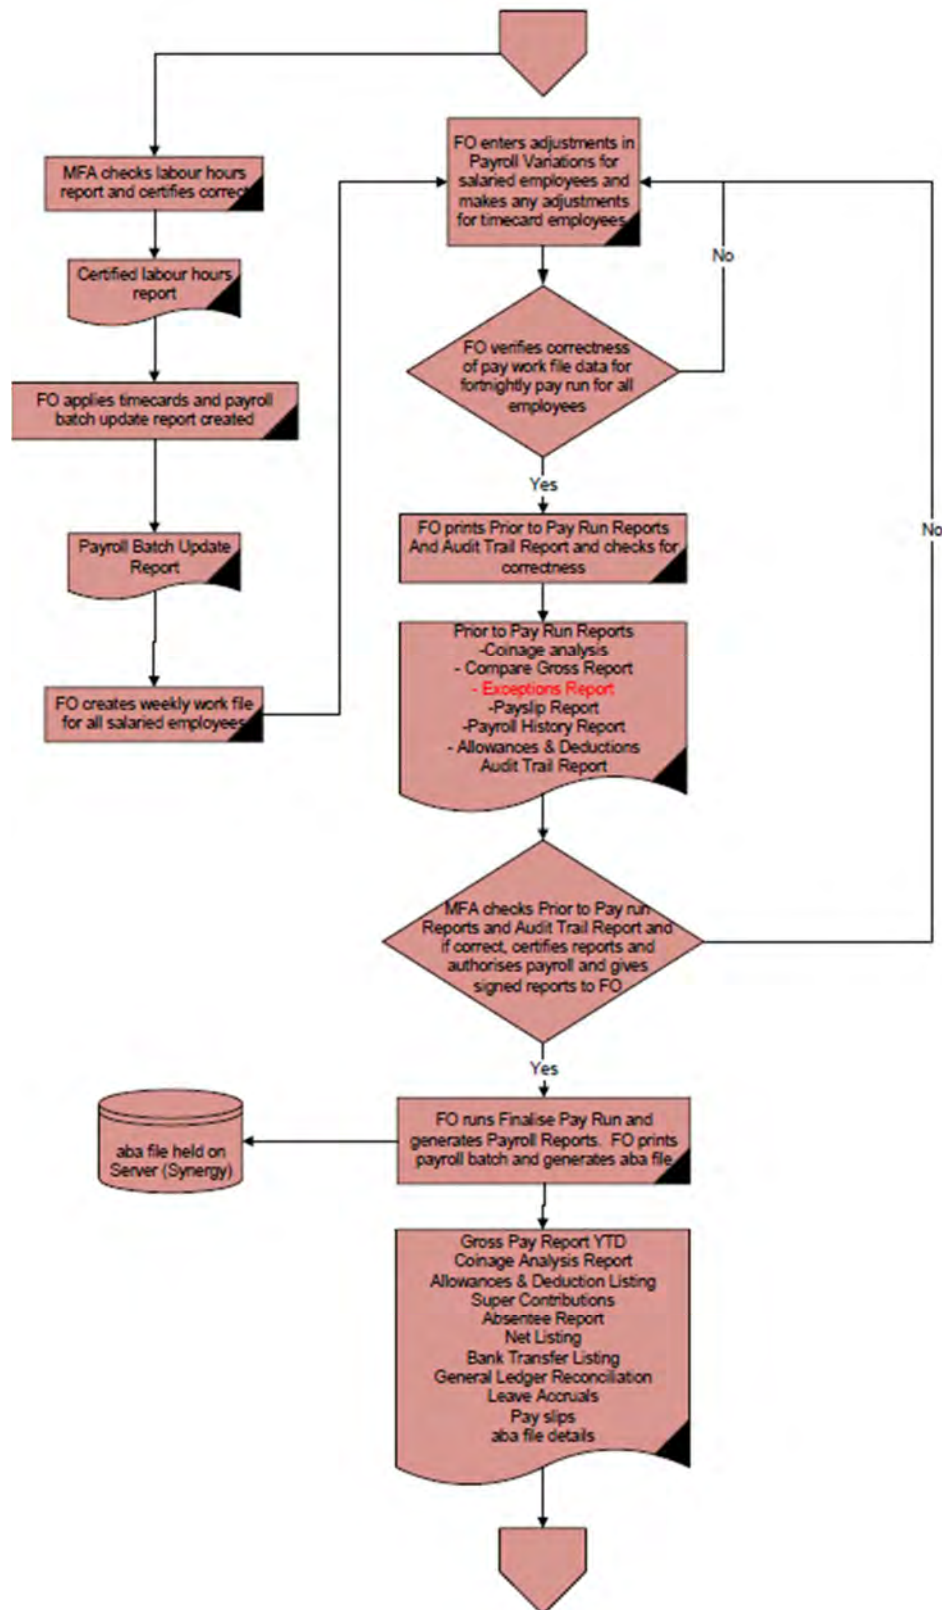 MFA checks labour hours
report and certifies correct
Certified labour hours
report
FO applies timecards and payroll
batch update report created
Payroll Batch Update
Report
FO creates weekly work file
for all salaried employees
FO enters adjustments in
Payroll Variations for
salaried employees and
makes any adjustments
for timecard employees
No
FO verifies correctness
of pay work file data for
fortnightly pay run for all
employees
Yes
FO prints Prior to Pay Run Reports
And Audit Trail Report and checks for
correctness
No
Prior to Pay Run Reports
-Coinage analysis
- Compare Gross Report
- Exceptions Report
-Payslip Report
-Payroll History Report
- Allowances & Deductions
Audit Trail Report
MFA checks Prior to Pay run
Reports and Audit Trail Report and
if correct, certifies reports and
authorises payroll and gives
signed reports to FO
Yes
FO runs Finalise Pay Run and
generates Payroll Reports. FO prints
payroll batch and generates aba file
aba file held on
Server (Synergy)
Gross Pay Report YTD
Coinage Analysis Report
Allowances & Deduction Listing
Super Contributions
Absentee Report
Net Listing
Bank Transfer Listing
General Ledger Reconciliation
Leave Accruals
Pay slips
aba file details